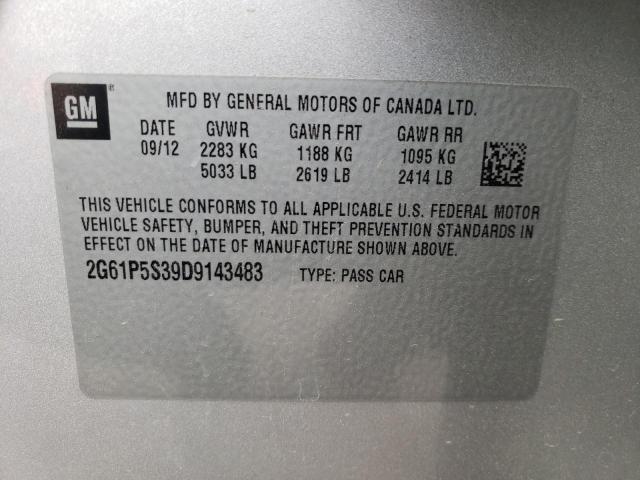 GM
MFD BY GENERAL MOTORS OF CANADA LTD.
DATE GVWR GAWR FRT GAWR RR
09/12 2283 KG 1188 KG 1095 KG
5033 LB 2619 LB 2414 LB
THIS VEHICLE CONFORMS TO ALL APPLICABLE U.S. FEDERAL MOTOR
VEHICLE SAFETY, BUMPER, AND THEFT PREVENTION STANDARDS IN
EFFECT ON THE DATE OF MANUFACTURE SHOWN ABOVE.
2G61P5S39D9143483 TYPE: PASS CAR